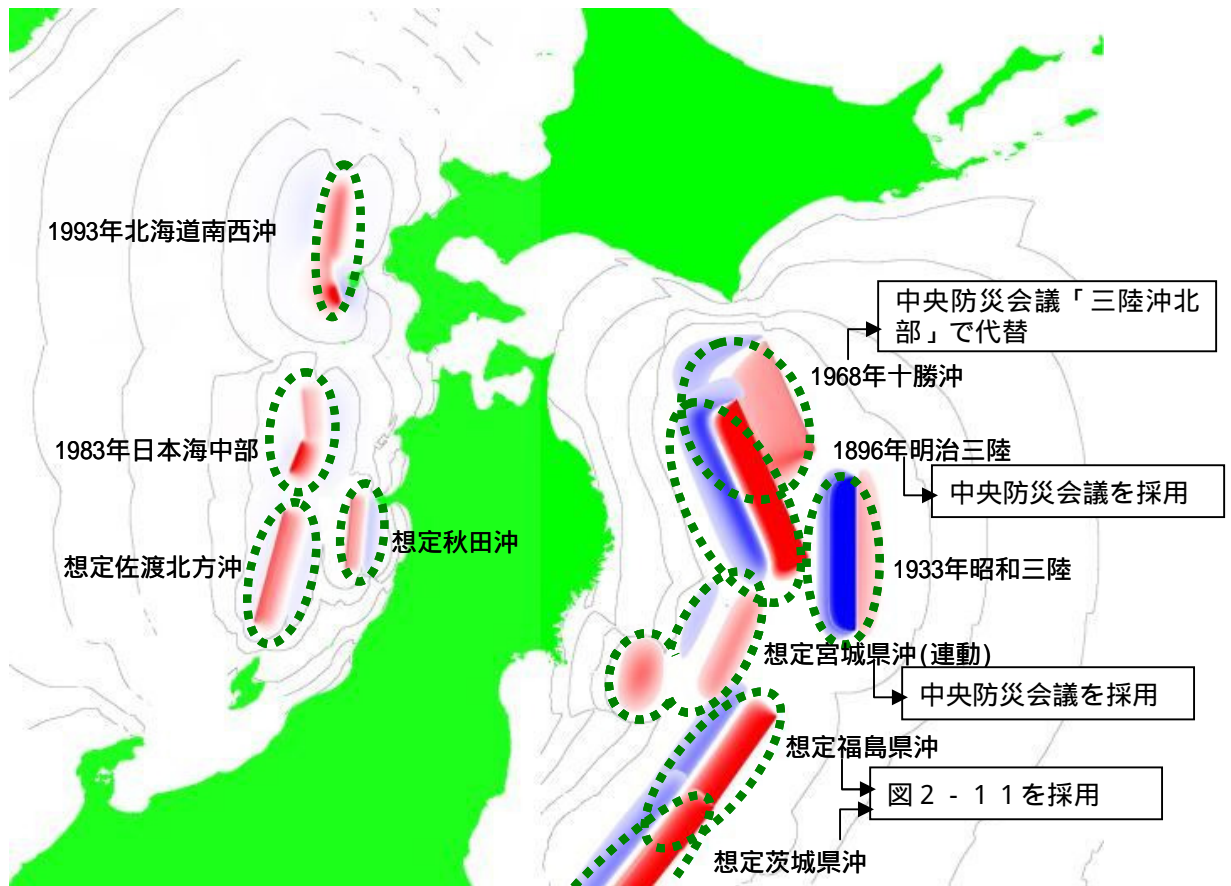 1993年北海道南西沖
中央防災会議「三陸沖北
部」で代替
1968年十勝沖
1983年日本海中部
1896年明治三陸
中央防災会議を採用
想定秋田沖
想定佐渡北方沖
1933年昭和三陸
想定宮城県沖(連動)
中央防災会議を採用
想定福島県沖
図２-１１を採用
想定茨城県沖